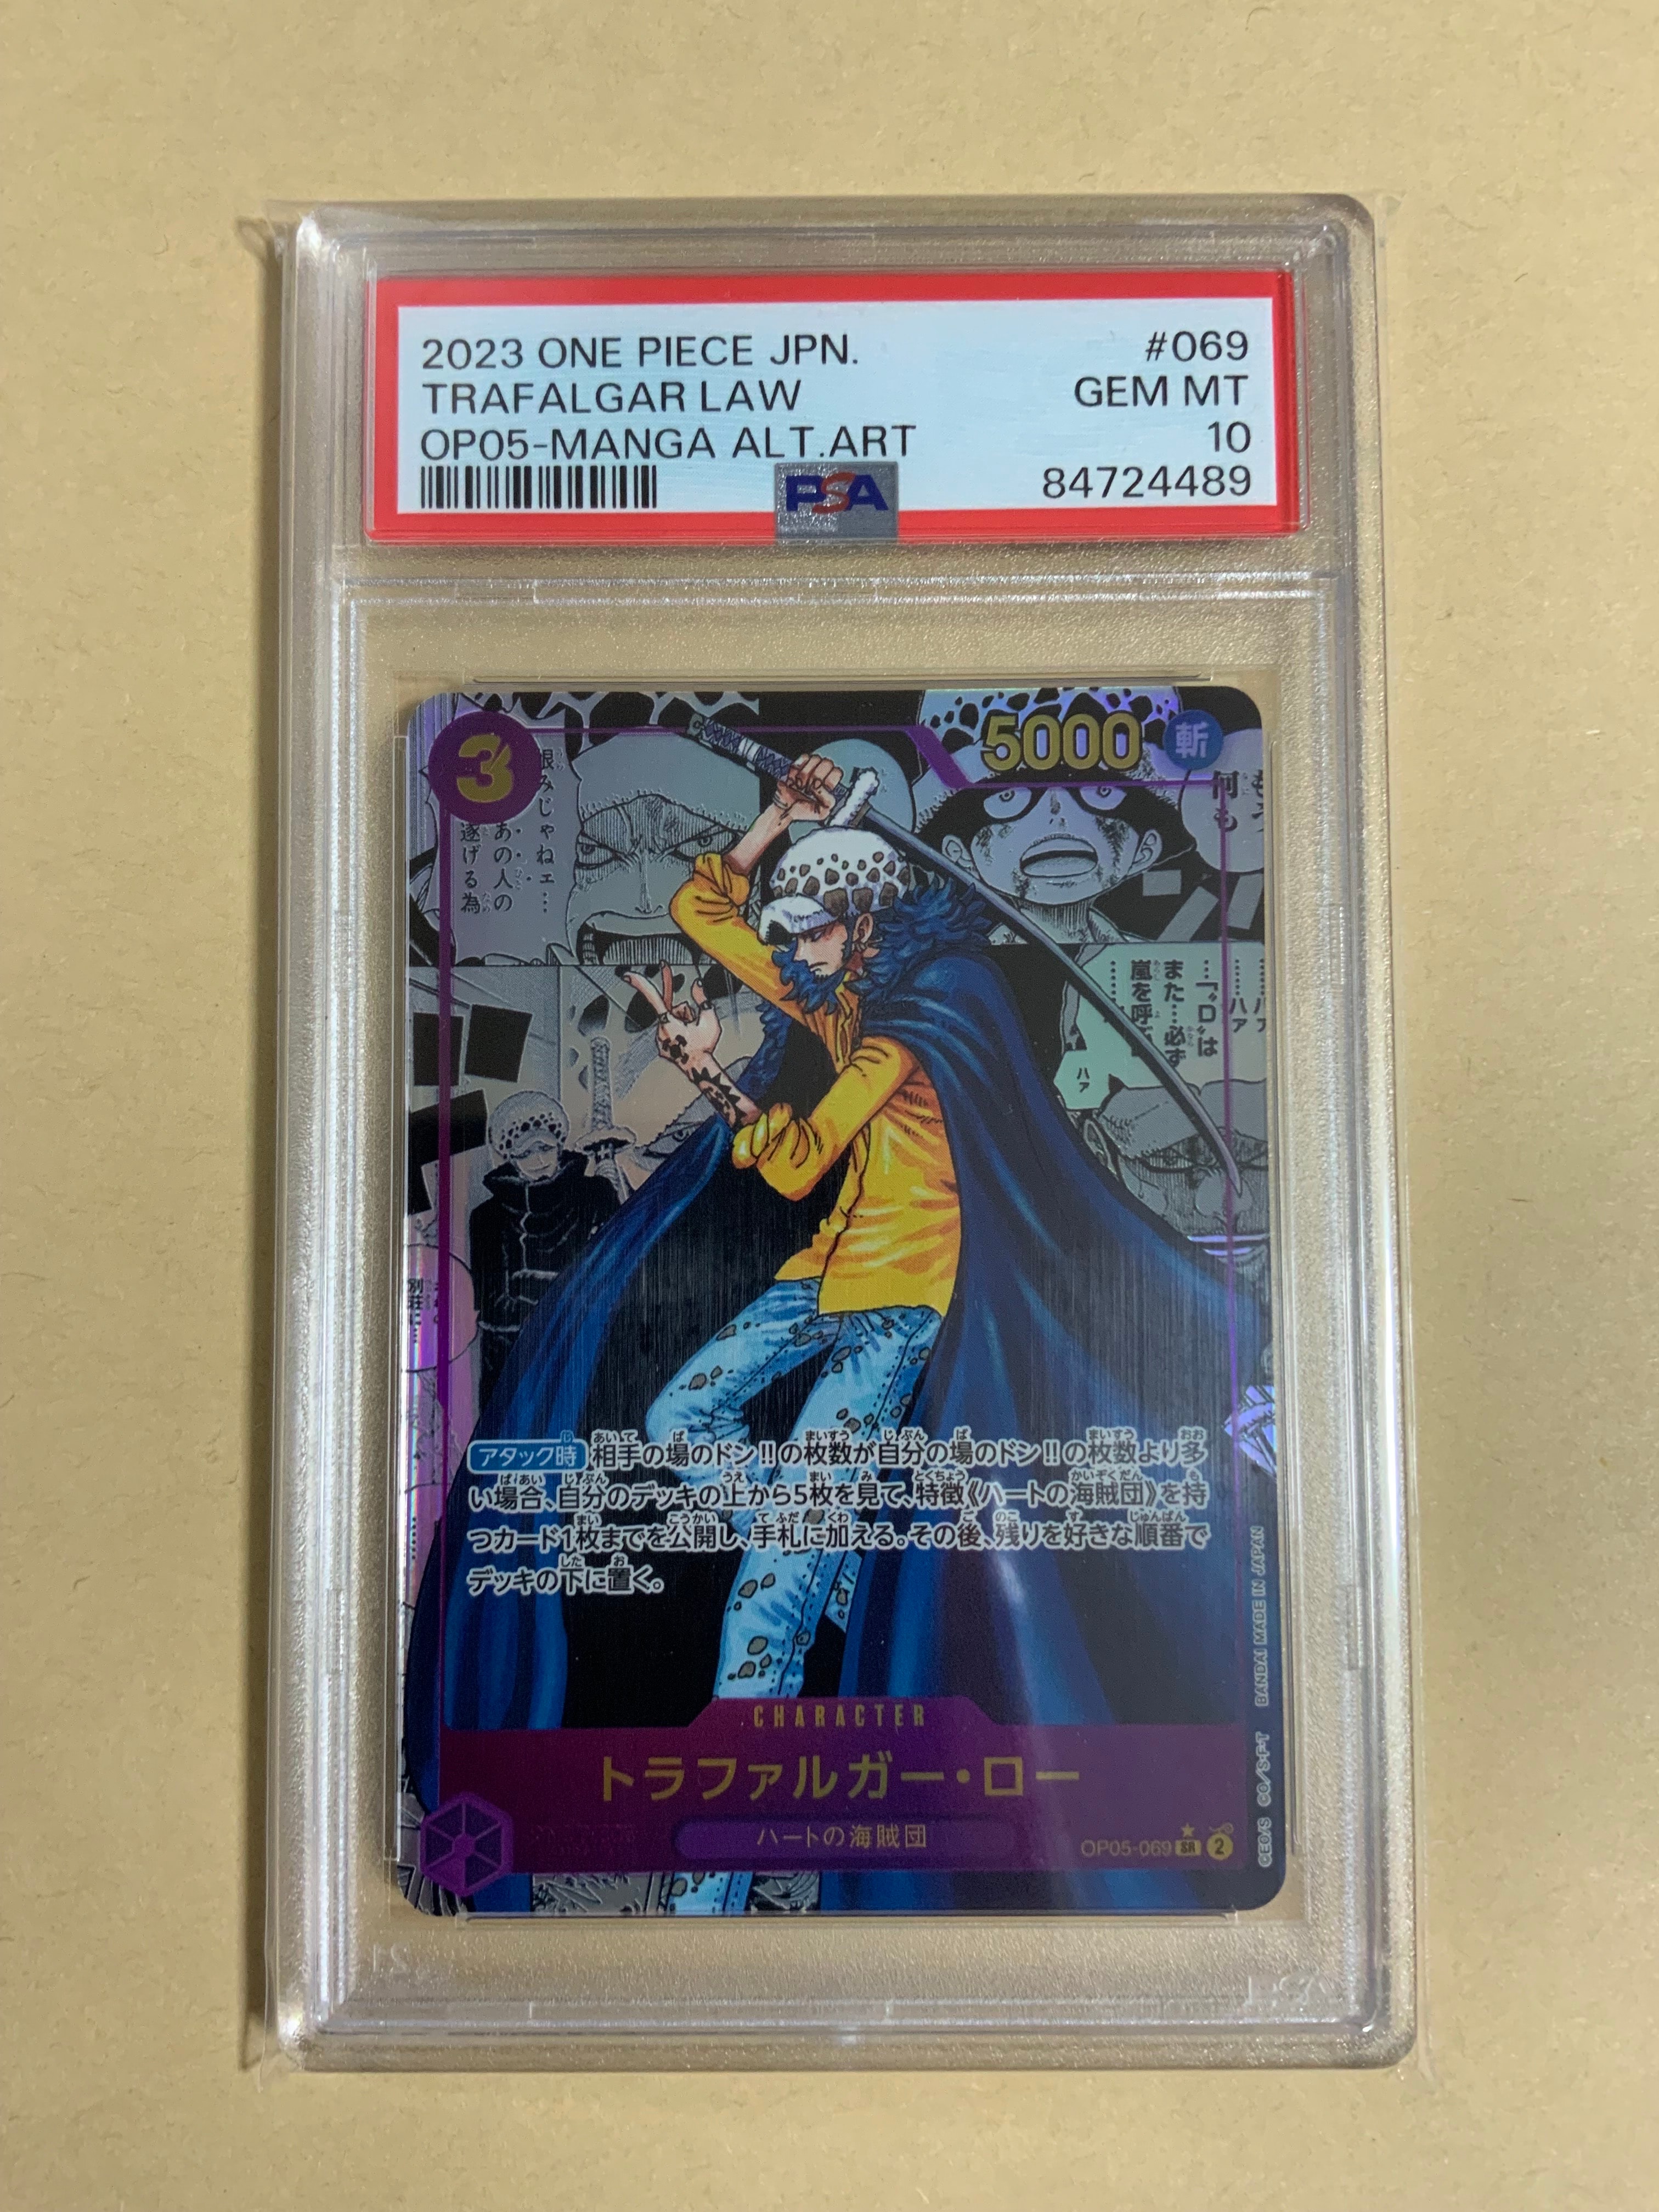 2023 ONE PIECE JPN. #069
TRAFALGAR LAW GEM MT
OP05-MANGA ALT.ART 10
PSA 84724489
3
5000 斬
何も
恨みじゃねェ…
あの人の
遂げる為
…「"D"は
また…必ず
嵐を呼
ハァ
ハァ
アタック時 相手の場のドン!!の枚数が自分の場のドン!!の枚数より多
い場合、自分のデッキの上から5枚を見て、特徴《ハートの海賊団》を持
つカード1枚までを公開し、手札に加える。その後、残りを好きな順番で
デッキの下に置く。
CHARACTER
トラファルガー・ロー
ハートの海賊団
OP05-069 SR 2
©EO/S ©O/S･F･T BANDAI MADE IN JAPAN